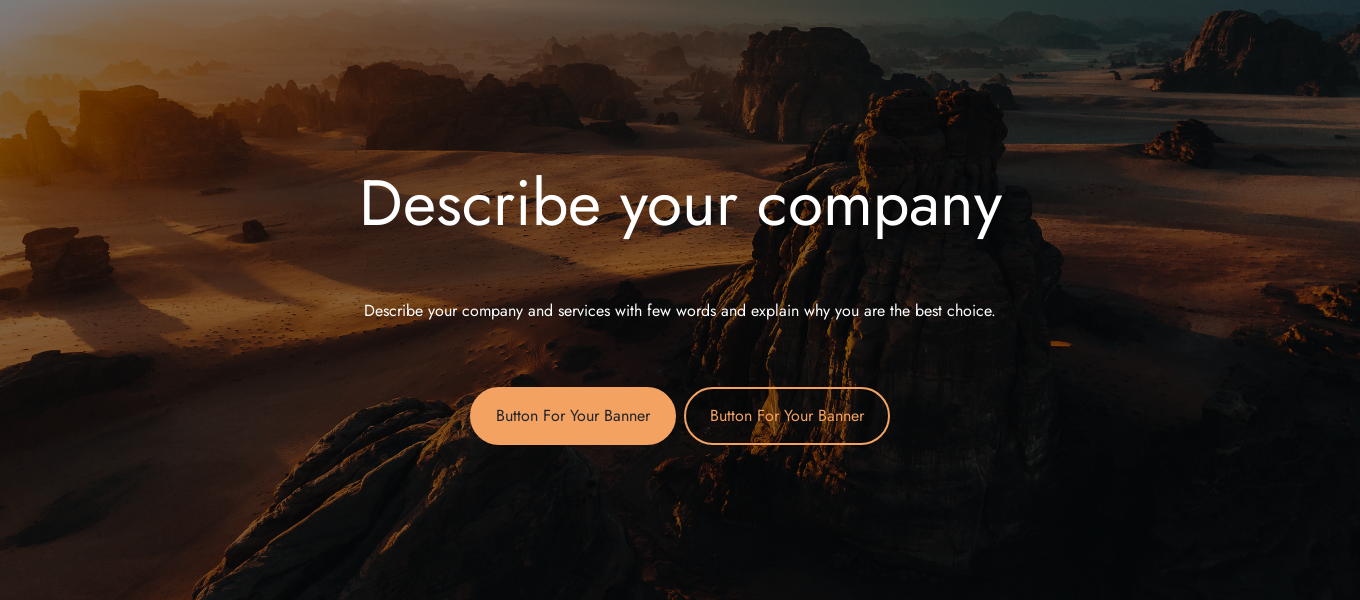 Describe your company
Describe your company and services with few words and explain why you are the best choice.
Button For Your Banner
Button For Your Banner